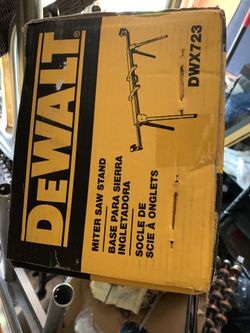 DEWALT
MITER SAW STAND
BASE PARA SIERRA
INGLETADORA
SOCLE DE
SCIE À ONGLETS
DWX723